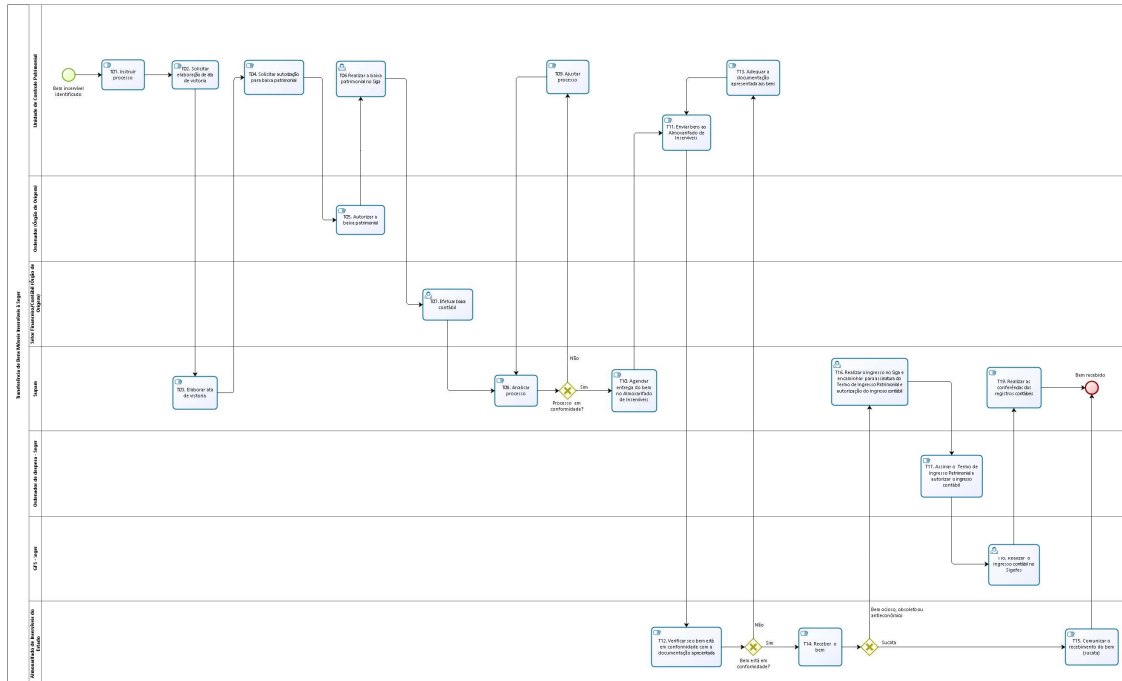 Transferência de Bens Móveis Inservíveis à Seger
Unidade de Controle Patrimonial
Bem inservível
identificado
T01. Instruir
processo
T02. Solicitar
elaboração de ata
de vistoria
T04. Solicitar autorização
para baixa patrimonial
T06 Realizar a baixa
patrimonial no Siga
T09. Ajustar
processo
T13. Adequar a
documentação
apresentada aos bens
T11. Enviar bem ao
Almoxarifado de
Inservíveis
Ordenador (Órgão de Origem)
T05. Autorizar a
baixa patrimonial
Setor Financeiro/Contábil (Órgão de
Origem)
T07. Efetuar baixa
contábil
Supam
T03. Elaborar ata
de vistoria
T08. Analisar
processo
Não
Sim
Processo em
conformidade?
T10. Agendar
entrega do bem
no Almoxarifado
de Inservíveis
T16. Realizar o ingresso no Siga e
encaminhar para assinatura do
Termo de Ingresso Patrimonial e
autorização do ingresso contábil
T19. Realizar as
conferências dos
registros contábeis
Bem recebido
Ordenador de despesa - Seger
T17. Assinar o Termo de
Ingresso Patrimonial e
autorizar o ingresso
contábil
GFS - Seger
T18. Realizar o
ingresso contábil no
Sigefes
Almoxarifado de Inservíveis do
Estado
T12. Verificar se o bem está
em conformidade com a
documentação apresentada
Não
Sim
Bem está em
conformidade?
T14. Receber o
bem
Bem ocioso, obsoleto ou
antieconômico
Sucata
T15. Comunicar o
recebimento do bem
(sucata)